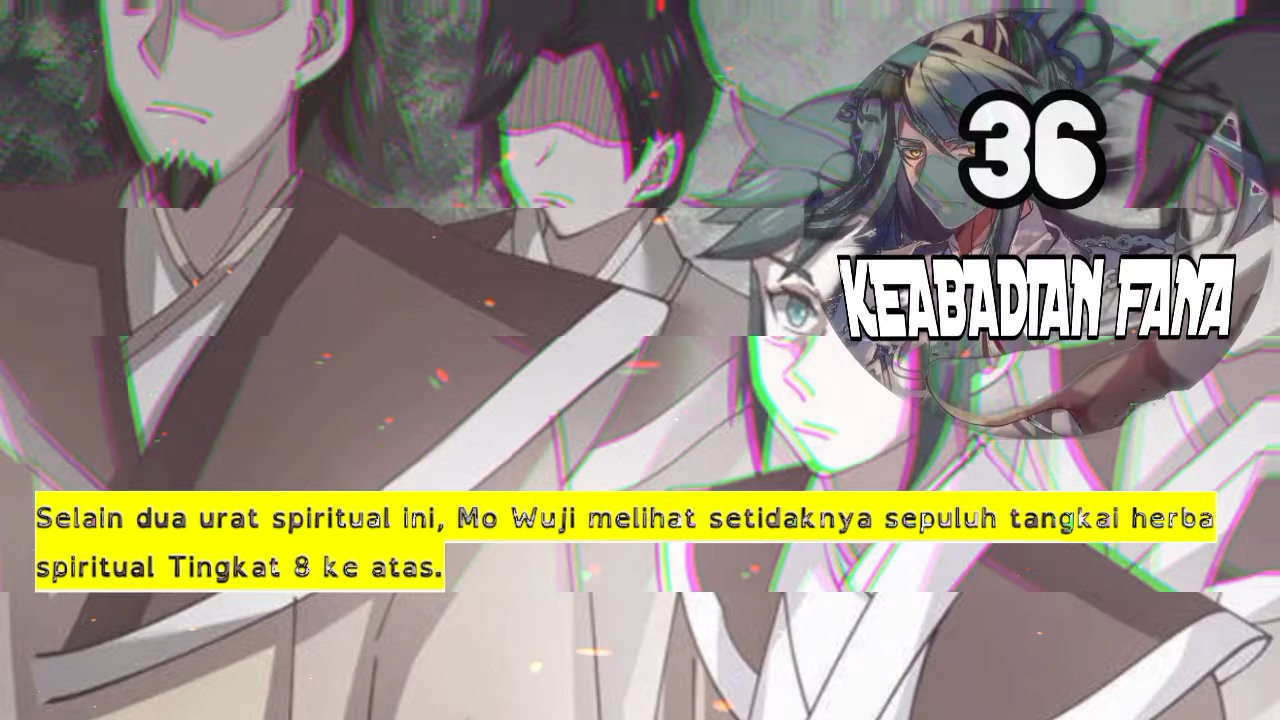 36
KEABADIAN FANA
Selain dua urat spiritual ini, Mo Wuji melihat setidaknya sepuluh tangkai herba
spiritual Tingkat 8 ke atas.